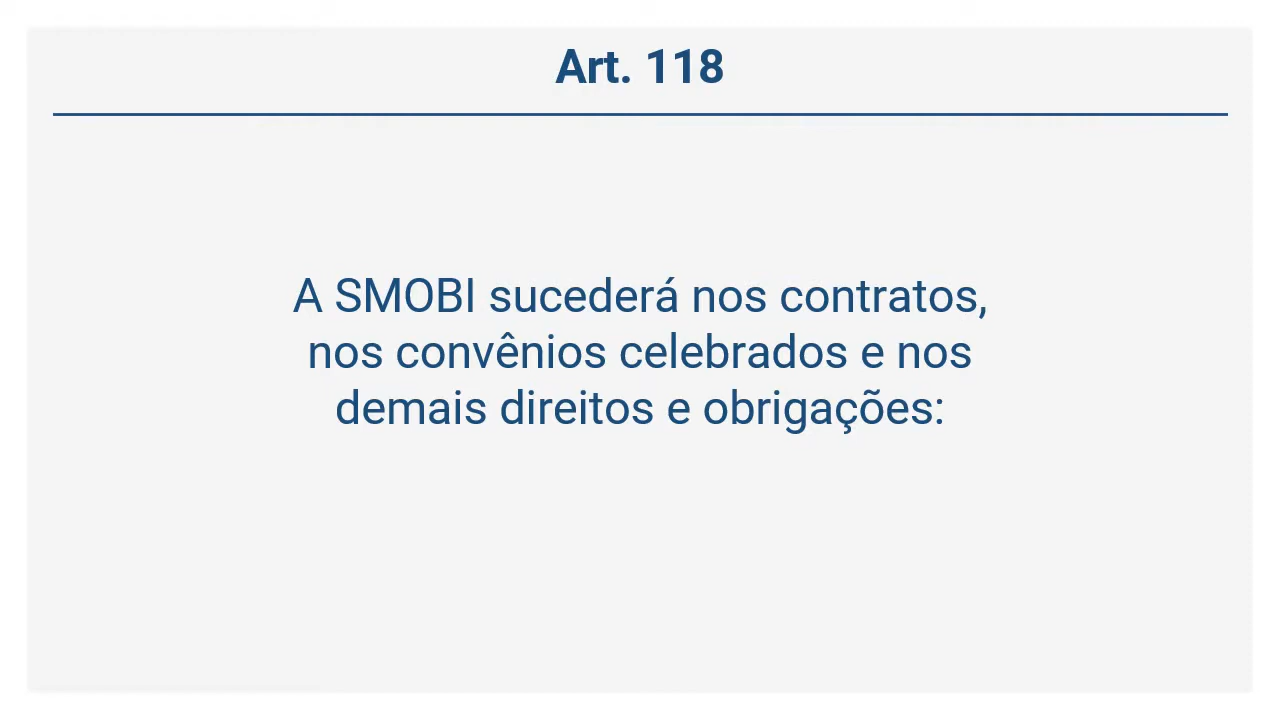 Art. 118
A SMOBI sucederá nos contratos,
nos convênios celebrados e nos
demais direitos e obrigações: